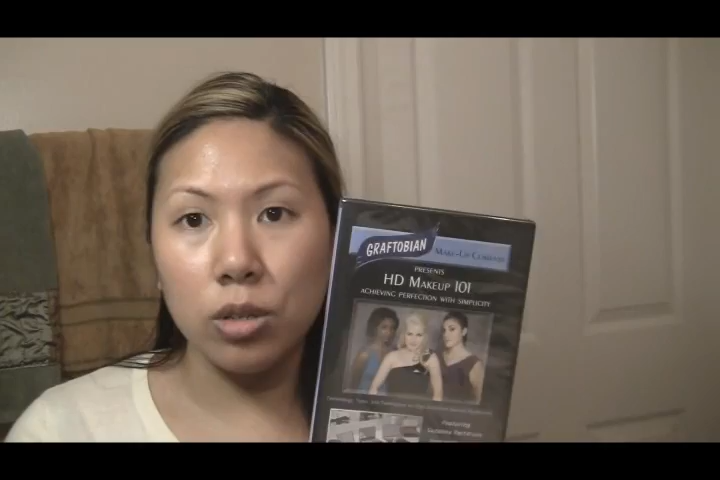 GRAFTOBIAN
MAKE-UP COMPANY
PRESENTS
HD MAKEUP 101
ACHIEVING PERFECTION WITH SIMPLICITY
Featuring